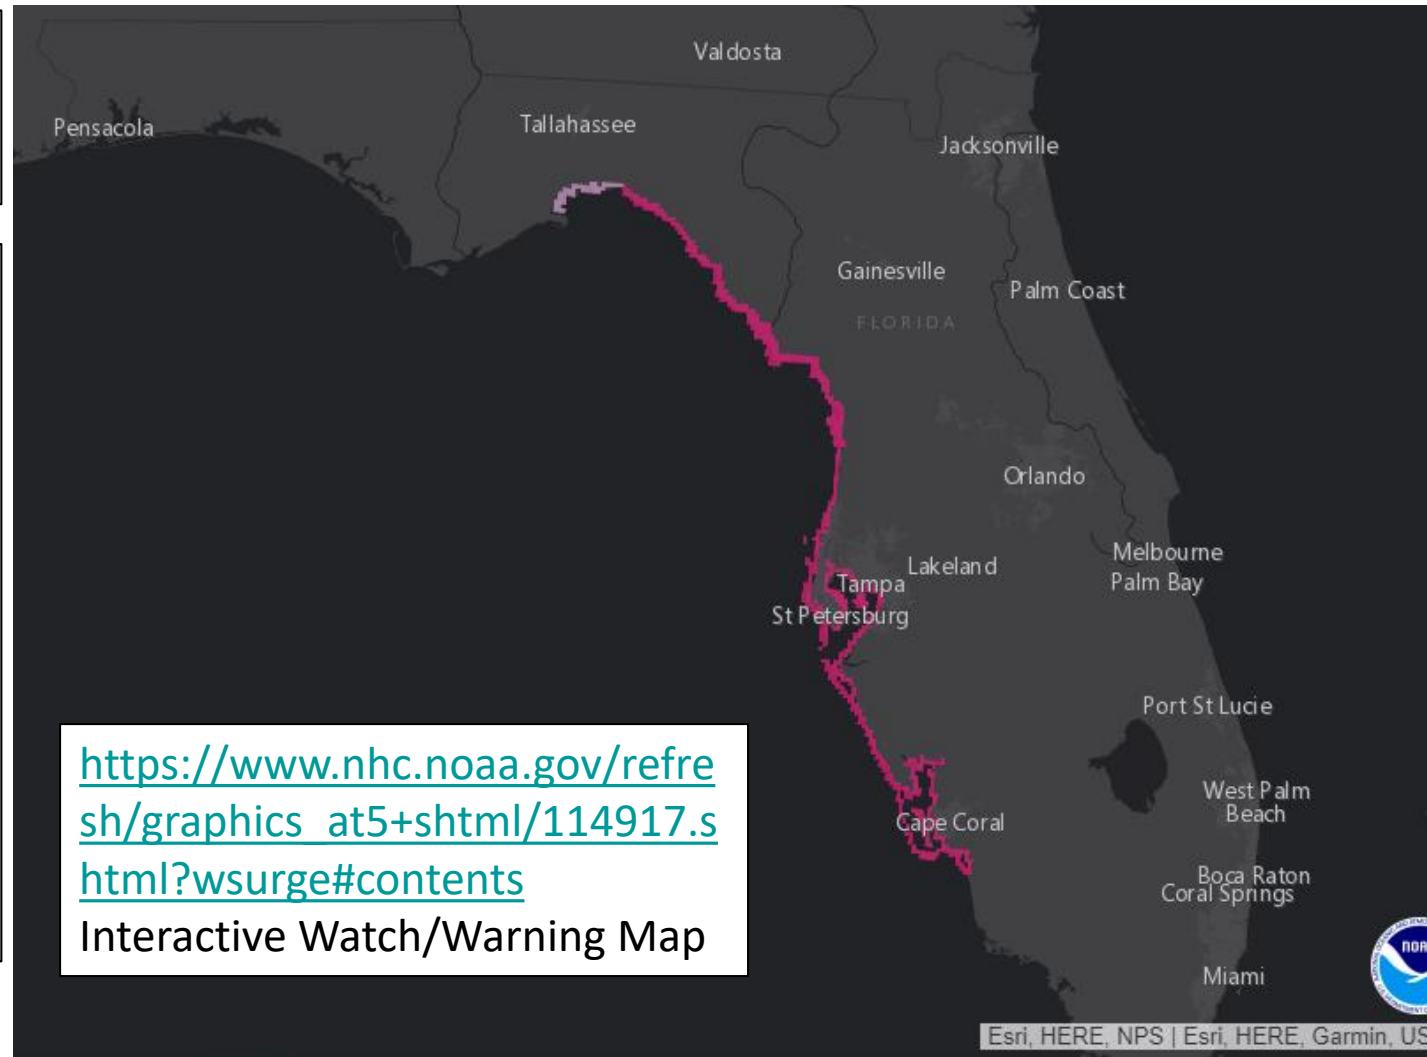 Valdosta
Pensacola
Tallahassee
Jacksonville
Gainesville
Palm Coast
FLORIDA
Orlando
Melbourne
Lakeland
Palm Bay
Tampa
St Petersburg
Port St Lucie
West Palm
Beach
Cape Coral
Boca Raton
Coral Springs
Miami
https://www.nhc.noaa.gov/refre
sh/graphics_at5+shtml/114917.s
html?wsurge#contents
Interactive Watch/Warning Map
Esri, HERE, NPS | Esri, HERE, Garmin, US